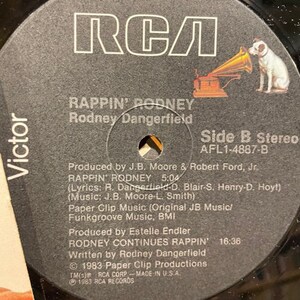 RCA
RAPPIN' RODNEY
Rodney Dangerfield
Side B Stereo
AFL1-4887-B
Victor
Produced by J.B. Moore & Robert Ford, Jr.
RAPPIN' RODNEY 5:04
(Lyrics: R. Dangerfield-D. Blair-S. Henry-D. Hoyt)
(Music: J.B. Moore-L. Smith)
Paper Clip Music (Original JB Music/
Funkgroove Music, BMI
Produced by Estelle Endler
RODNEY CONTINUES RAPPIN' 16:36
Written by Rodney Dangerfield
© 1983 Paper Clip Productions
TM(s)® RCA CORP—MADE IN U.S.A.
℗ 1983 RCA RECORDS